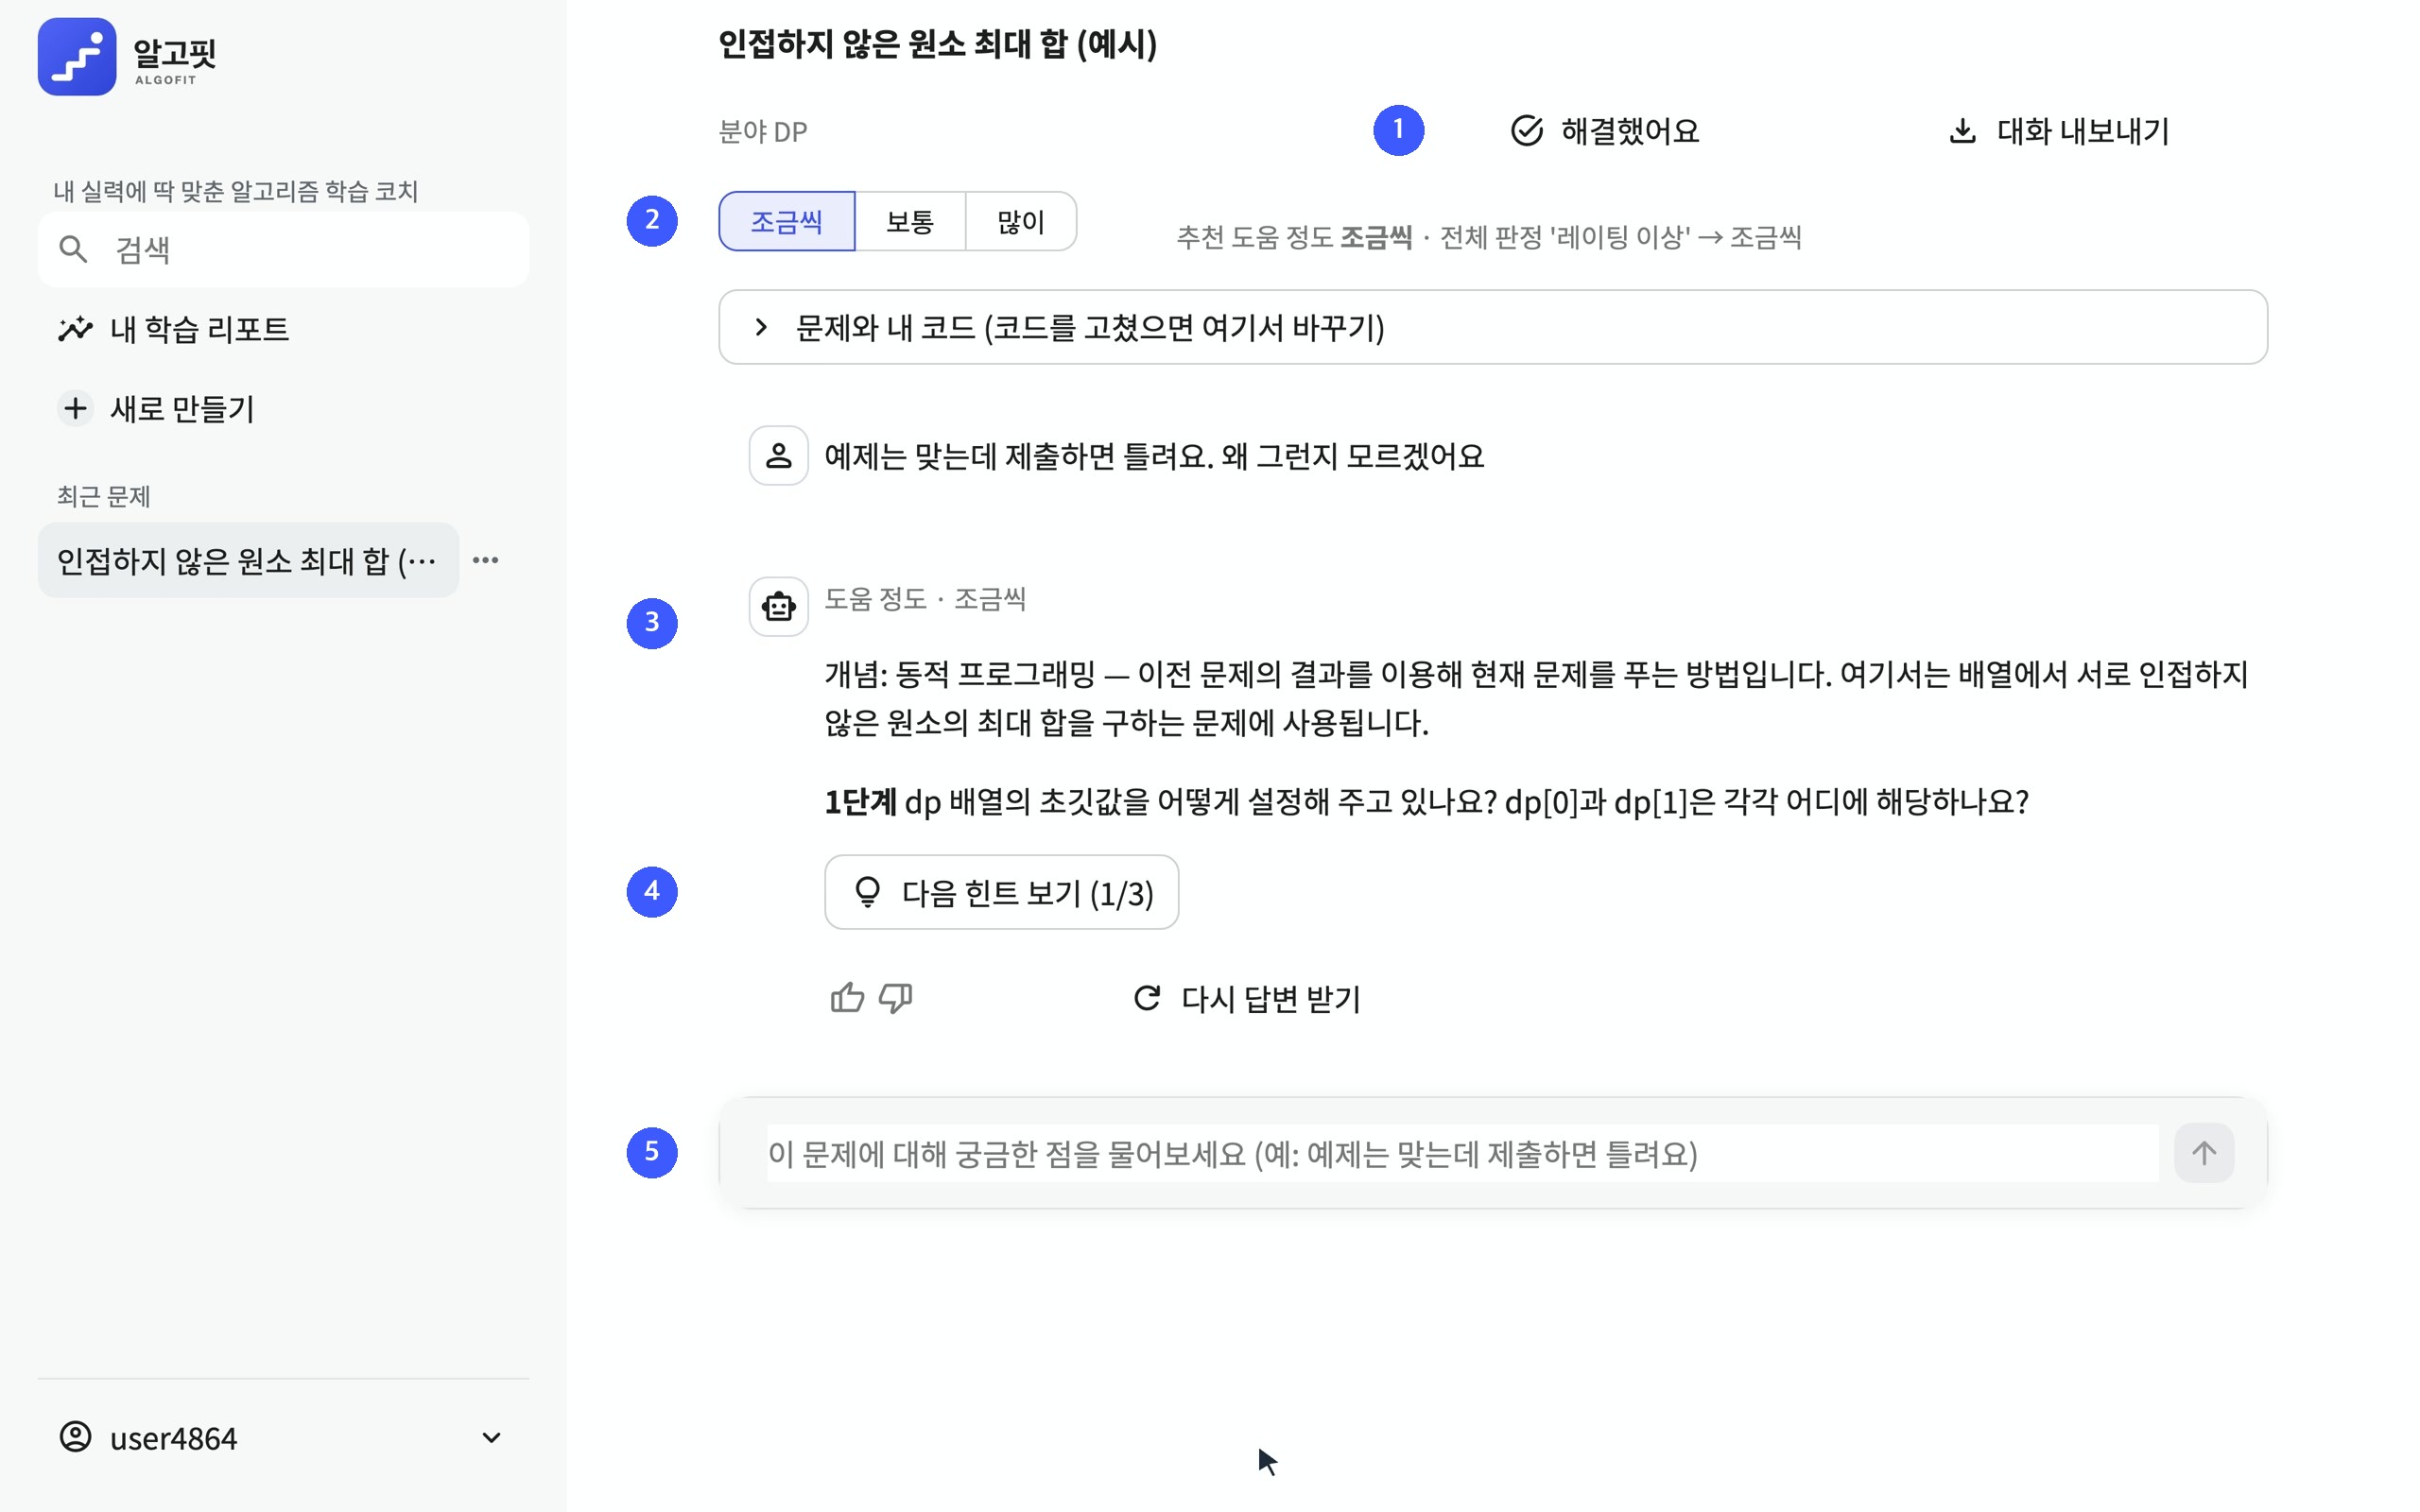 알고핏
ALGOFIT
내 실력에 딱 맞춘 알고리즘 학습 코치
검색
내 학습 리포트
새로 만들기
최근 문제
인접하지 않은 원소 최대 합 (···
user4864
인접하지 않은 원소 최대 합 (예시)
분야 DP
1
해결했어요
대화 내보내기
2
조금씩
보통
많이
추천 도움 정도 조금씩 · 전체 판정 '레이팅 이상' → 조금씩
문제와 내 코드 (코드를 고쳤으면 여기서 바꾸기)
예제는 맞는데 제출하면 틀려요. 왜 그런지 모르겠어요
3
도움 정도 · 조금씩
개념: 동적 프로그래밍 — 이전 문제의 결과를 이용해 현재 문제를 푸는 방법입니다. 여기서는 배열에서 서로 인접하지
않은 원소의 최대 합을 구하는 문제에 사용됩니다.
1단계 dp 배열의 초깃값을 어떻게 설정해 주고 있나요? dp[0]과 dp[1]은 각각 어디에 해당하나요?
4
다음 힌트 보기 (1/3)
다시 답변 받기
5
이 문제에 대해 궁금한 점을 물어보세요 (예: 예제는 맞는데 제출하면 틀려요)